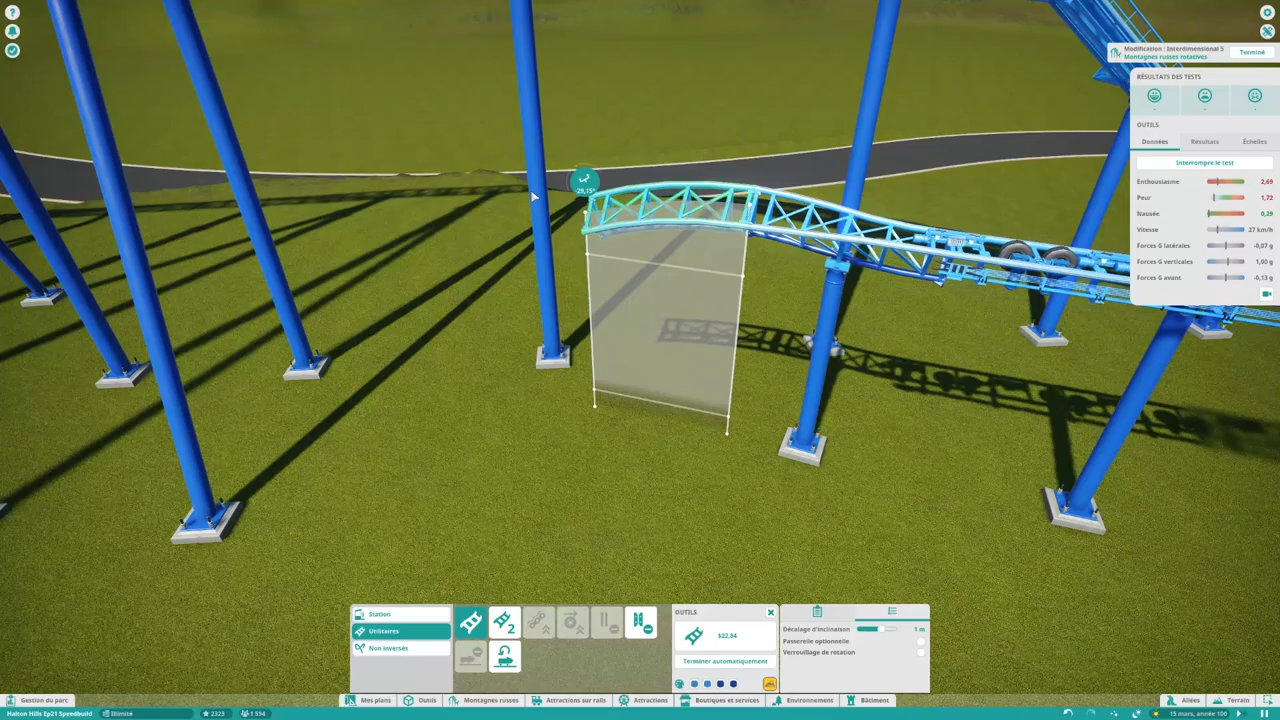 Modification : Interdimensional 5
Montagnes russes rotatives
Terminé
RÉSULTATS DES TESTS
-
-
-
OUTILS
Données
Résultats
Échelles
Interrompre le test
Enthousiasme 2,69
Peur 1,72
Nausée 0,29
Vitesse 27 km/h
Forces G latérales -0,07 g
Forces G verticales 1,00 g
Forces G avant -0,13 g
-29,15°
Station
Utilitaires
Non inversés
2
OUTILS
$22,84
Terminer automatiquement
Décalage d'inclinaison 1 m
Passerelle optionnelle
Verrouillage de rotation
Gestion du parc
Mes plans
Outils
Montagnes russes
Attractions sur rails
Attractions
Boutiques et services
Environnement
Bâtiment
Allées
Terrain
Halton Hills Ep21 Speedbuild
Illimité
2323
1 594
15 mars, année 100